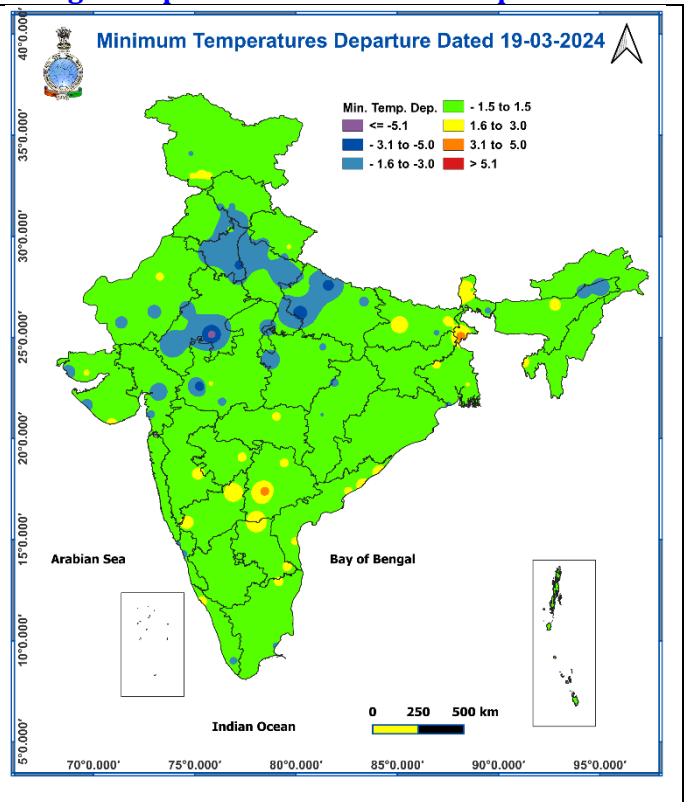 Minimum Temperatures Departure Dated 19-03-2024
Min. Temp. Dep.
<= -5.1
- 3.1 to -5.0
- 1.6 to -3.0
- 1.5 to 1.5
1.6 to 3.0
3.1 to 5.0
> 5.1
40°0.000'
35°0.000'
30°0.000'
25°0.000'
20°0.000'
15°0.000'
10°0.000'
5°0.000'
Arabian Sea
Bay of Bengal
Indian Ocean
0 250 500 km
70°0.000' 75°0.000' 80°0.000' 85°0.000' 90°0.000' 95°0.000'